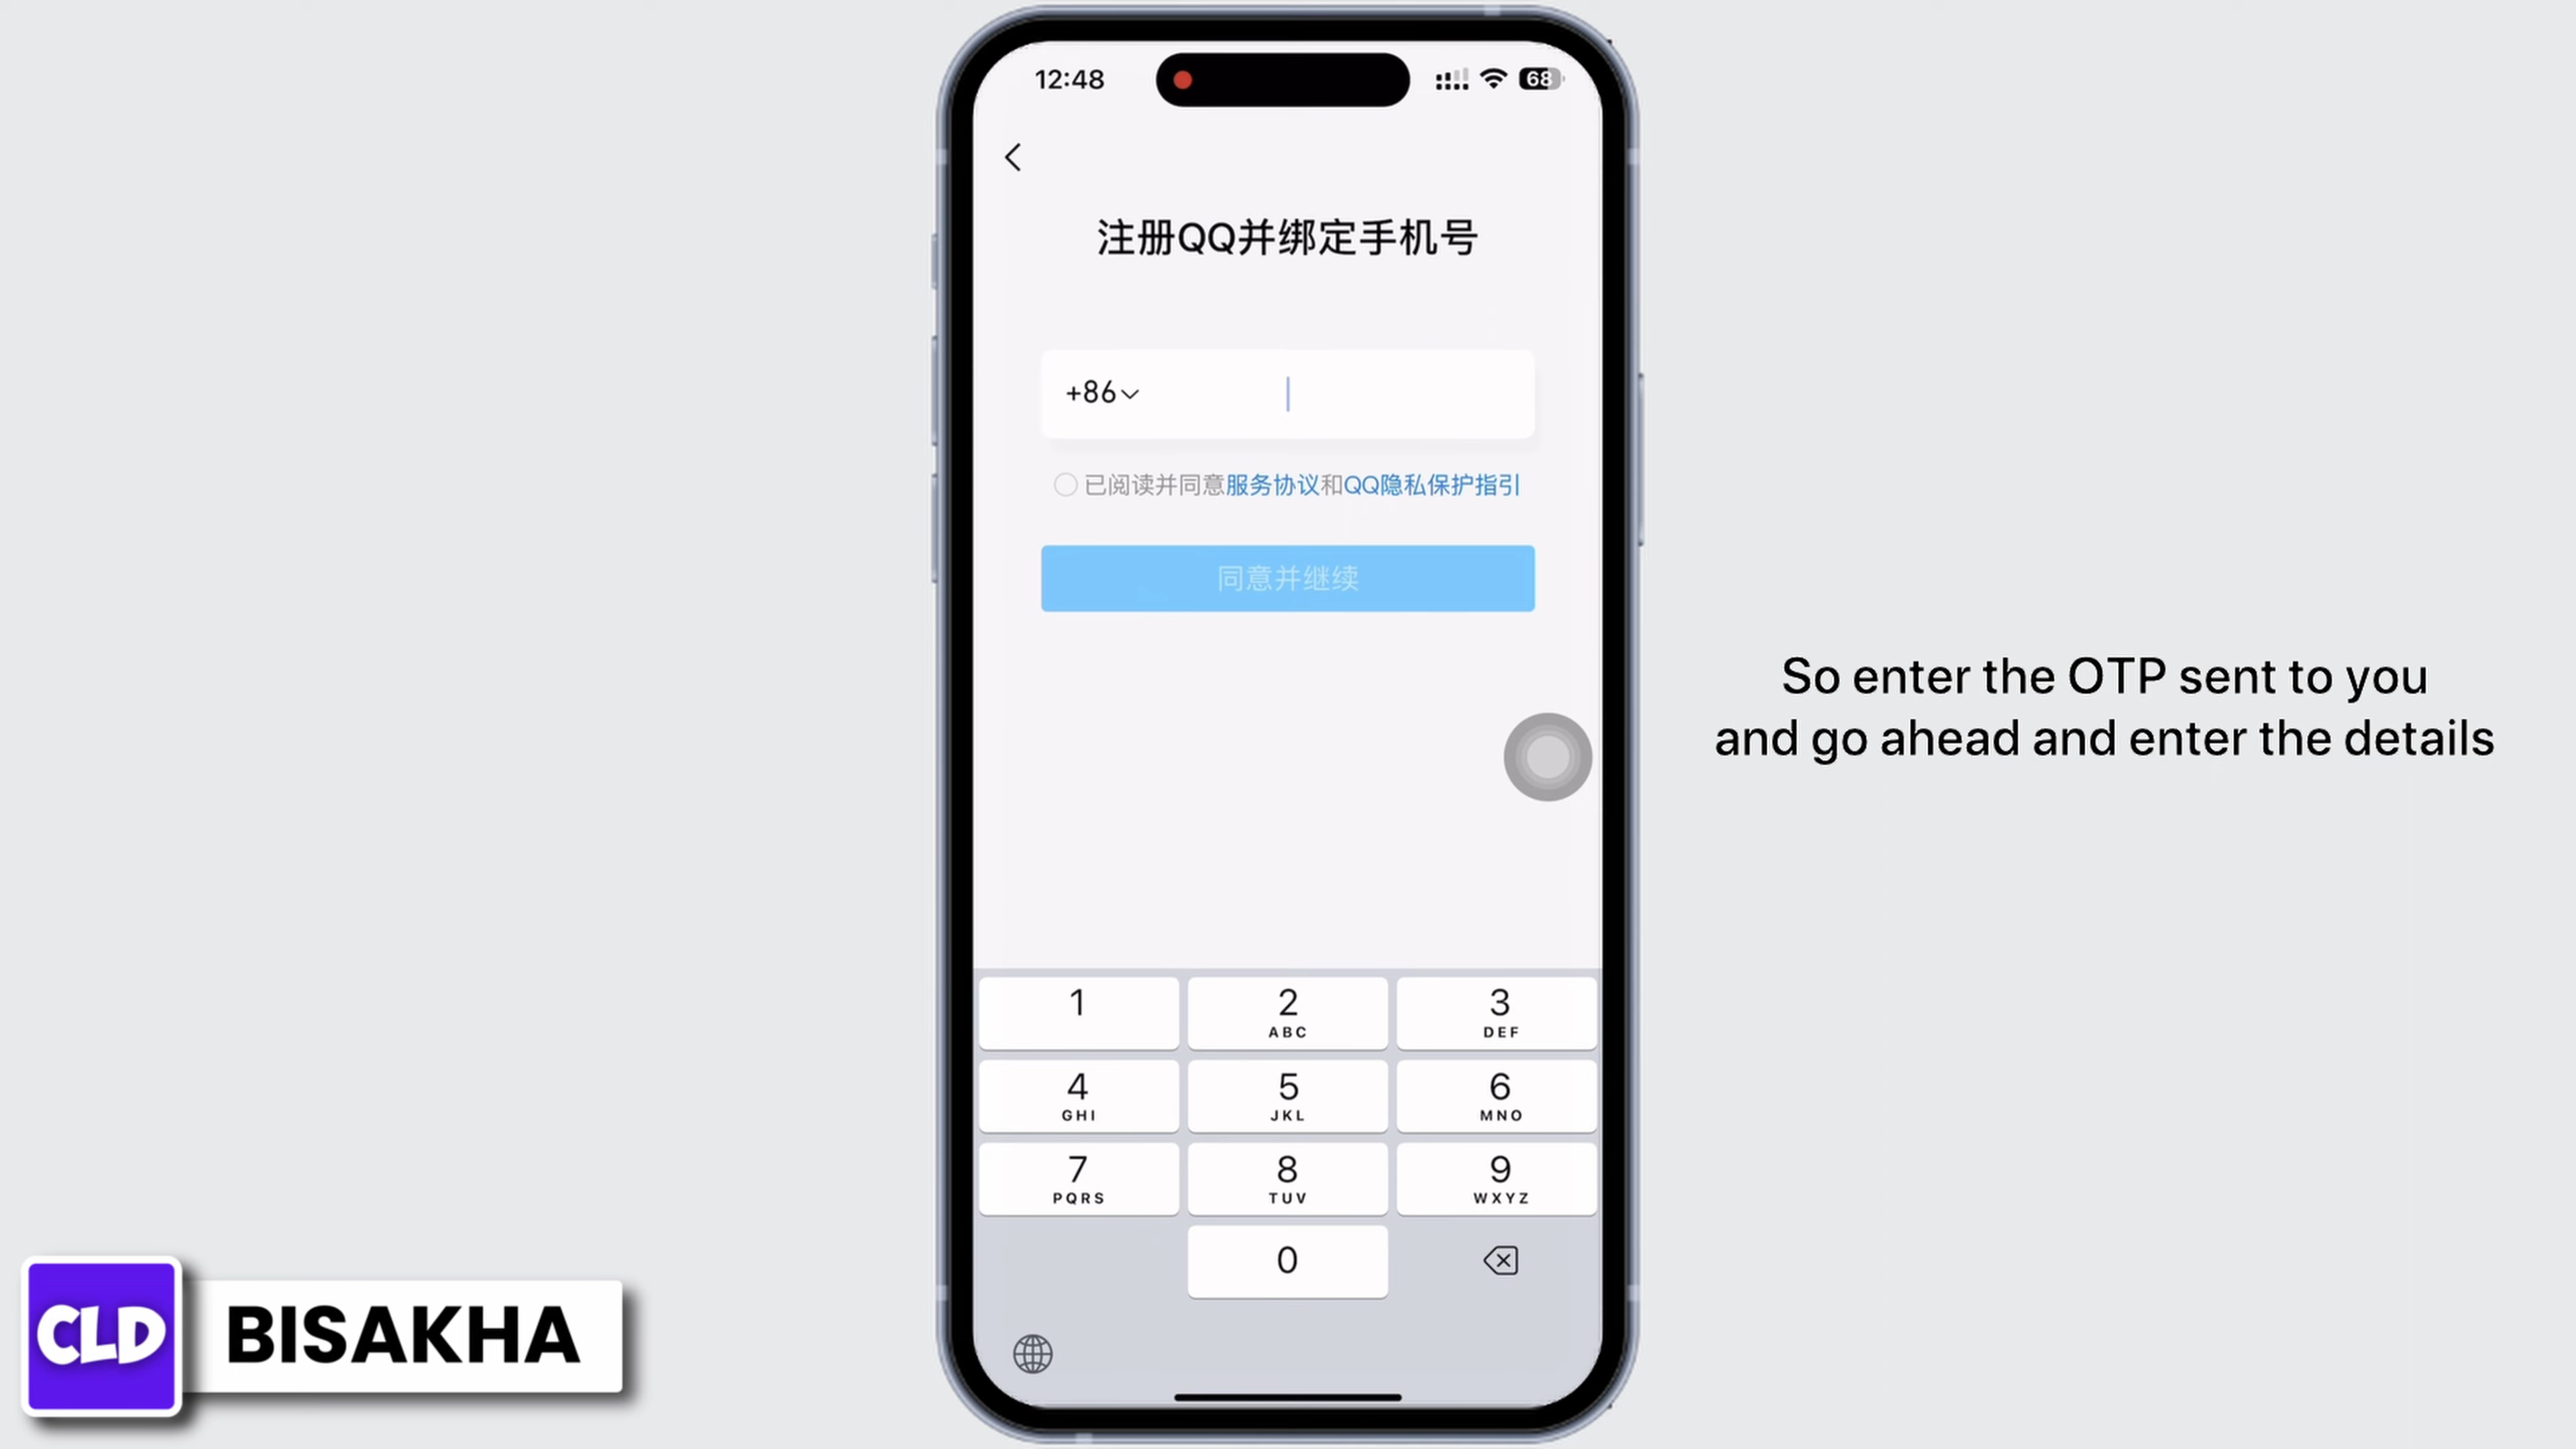 12:48
68
注册QQ并绑定手机号
+86
已阅读并同意服务协议和QQ隐私保护指引
同意并继续
So enter the OTP sent to you
and go ahead and enter the details
1
2
ABC
3
DEF
4
GHI
5
JKL
6
MNO
7
PQRS
8
TUV
9
WXYZ
0
CLD
BISAKHA